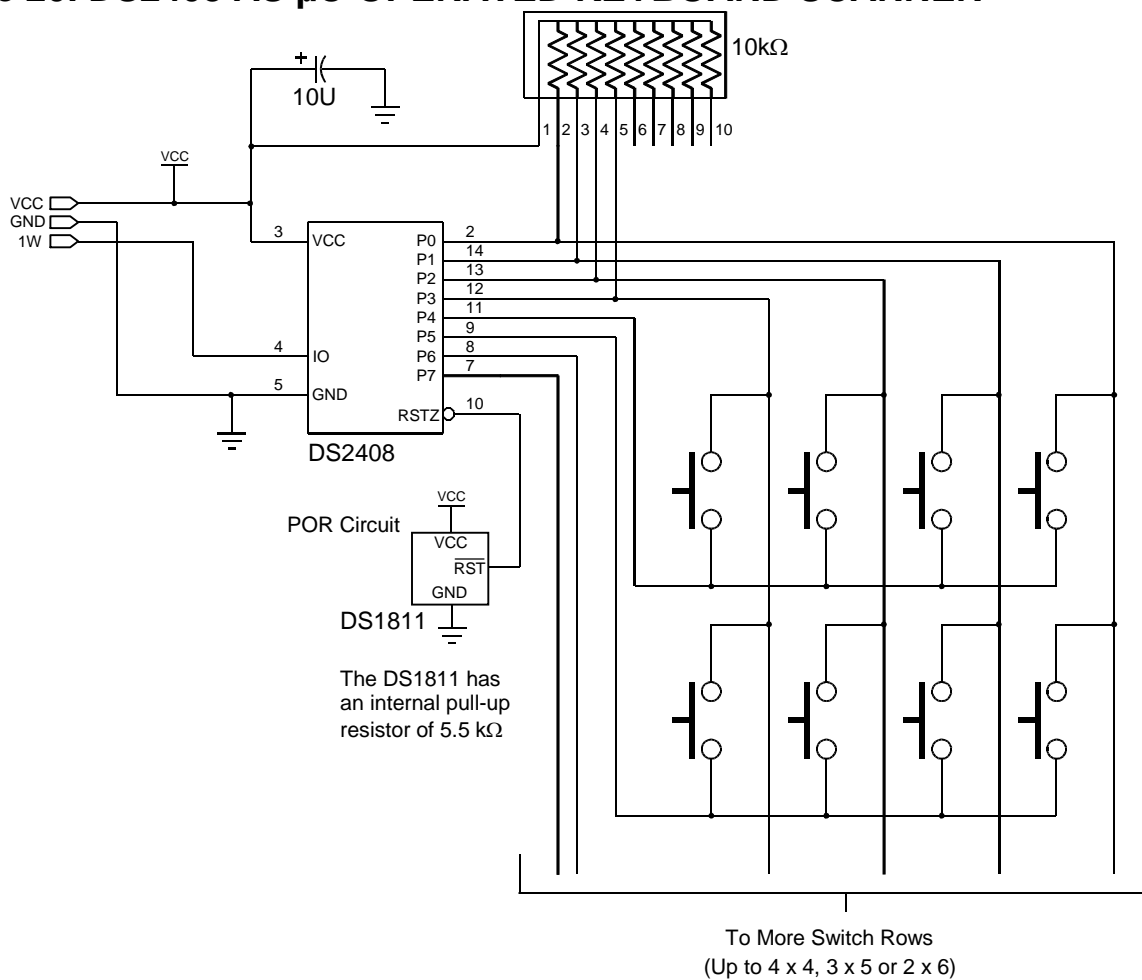 10kΩ
+
10U
1 2 3 4 5 6 7 8 9 10
VCC
VCC
GND
1W
3 VCC
4 IO
5 GND
P0 2
P1 14
P2 13
P3 12
P4 11
P5 9
P6 8
P7 7
RSTZ 10
DS2408
POR Circuit
VCC
VCC
RST
GND
DS1811
The DS1811 has
an internal pull-up
resistor of 5.5 kΩ
To More Switch Rows
(Up to 4 x 4, 3 x 5 or 2 x 6)